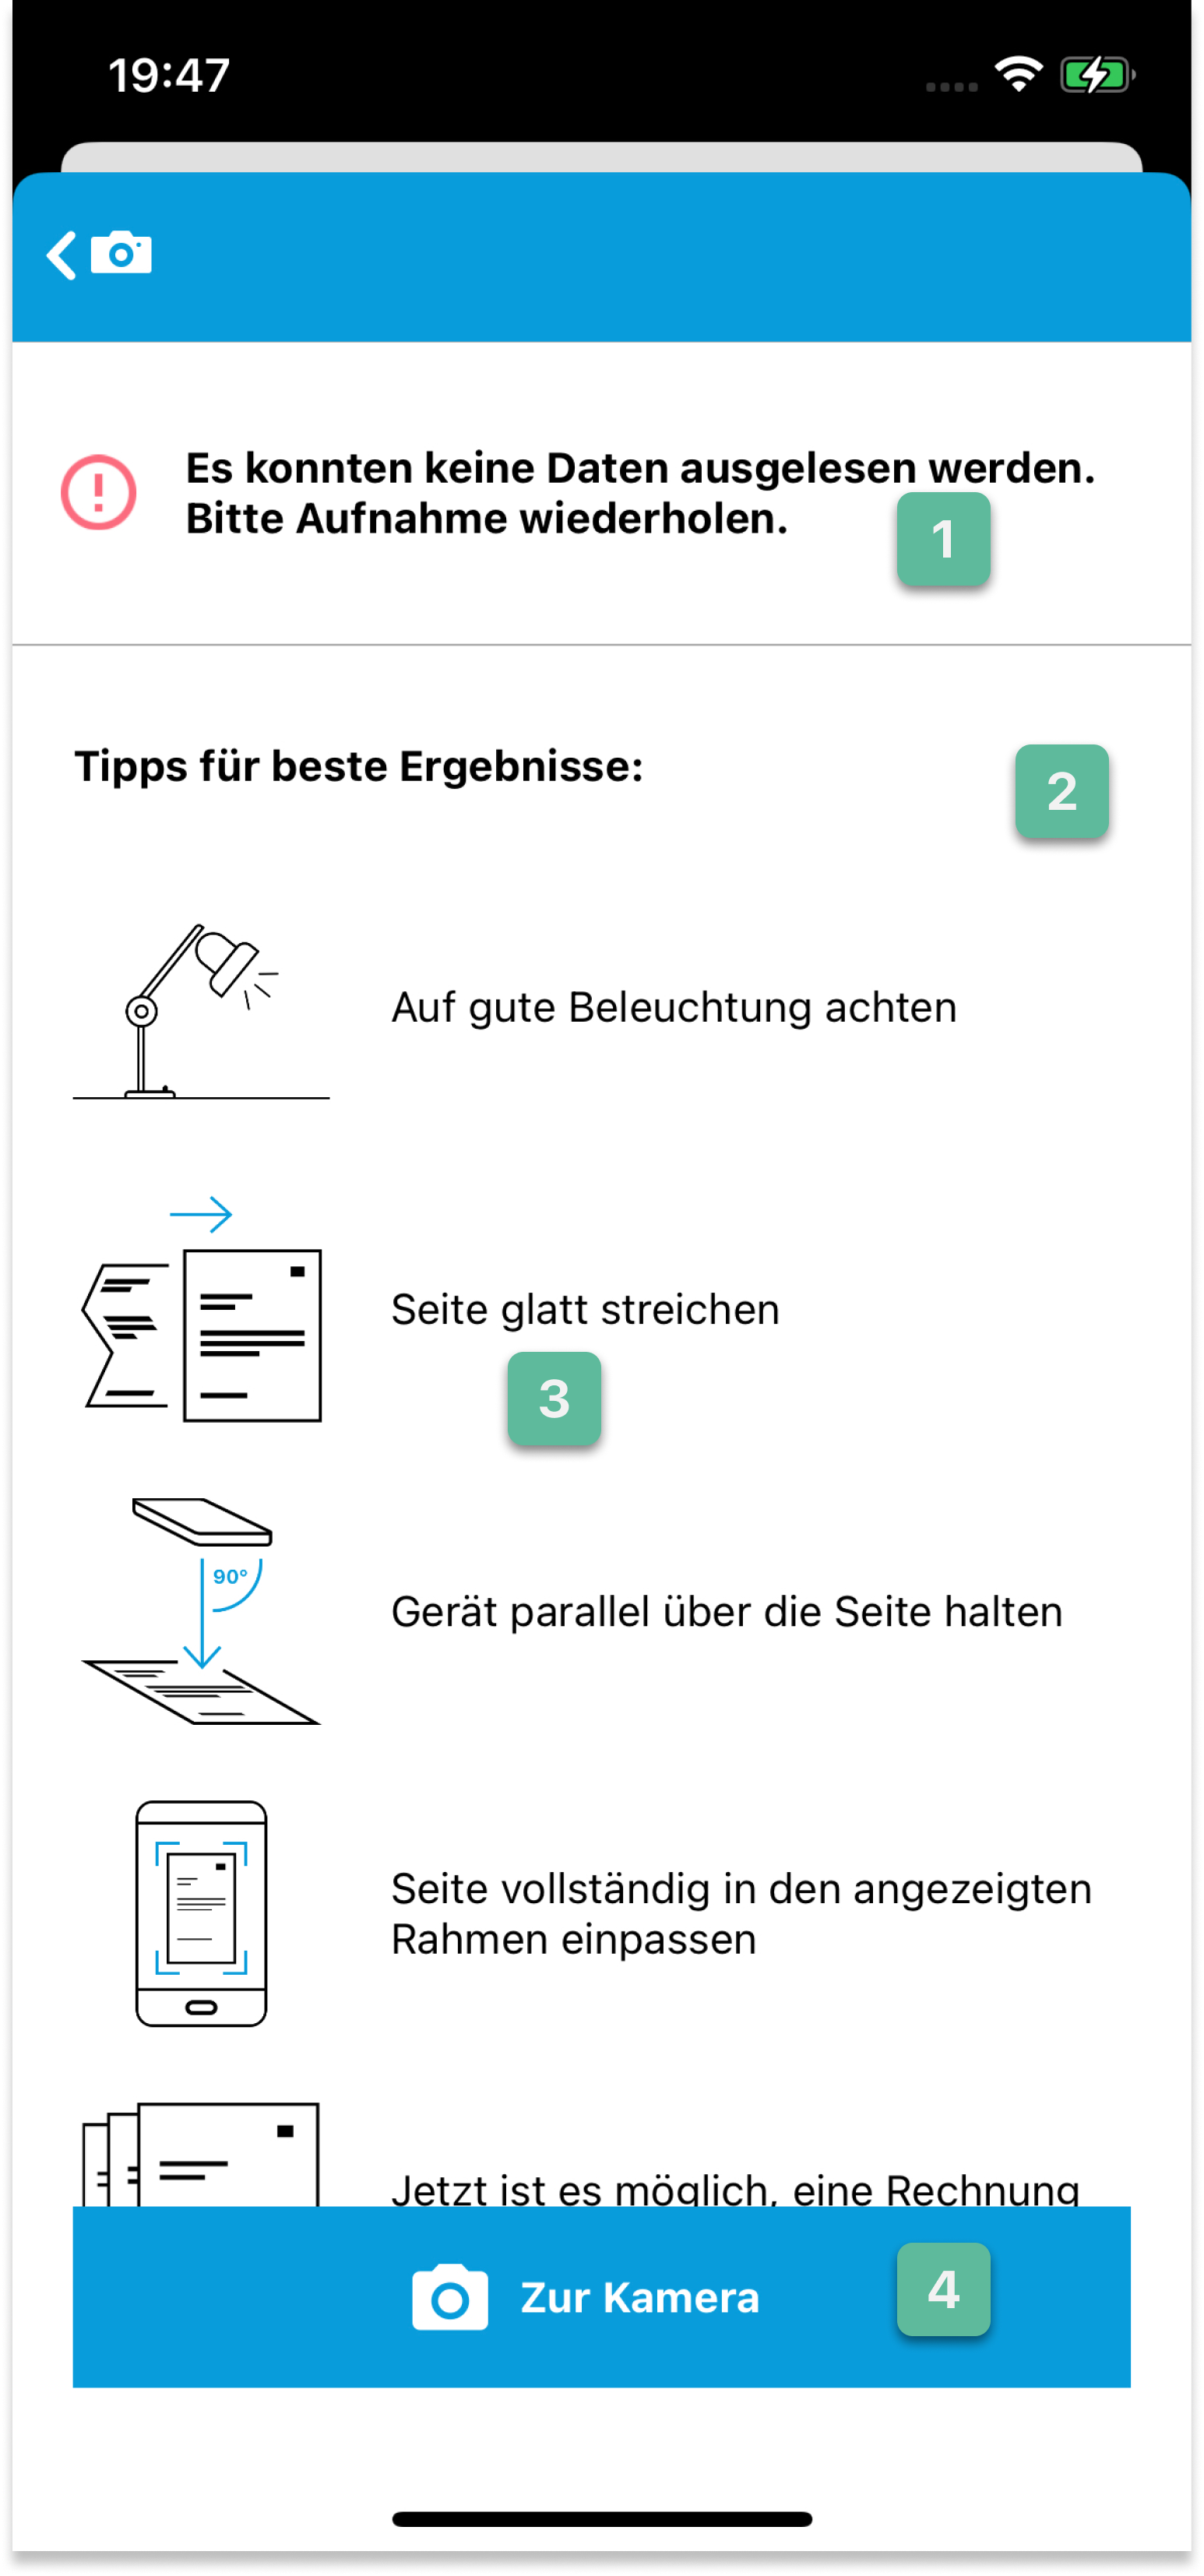 19:47
Es konnten keine Daten ausgelesen werden.
Bitte Aufnahme wiederholen.
1
Tipps für beste Ergebnisse:
2
Auf gute Beleuchtung achten
Seite glatt streichen
3
90°
Gerät parallel über die Seite halten
Seite vollständig in den angezeigten
Rahmen einpassen
Jetzt ist es möglich, eine Rechnung
Zur Kamera
4